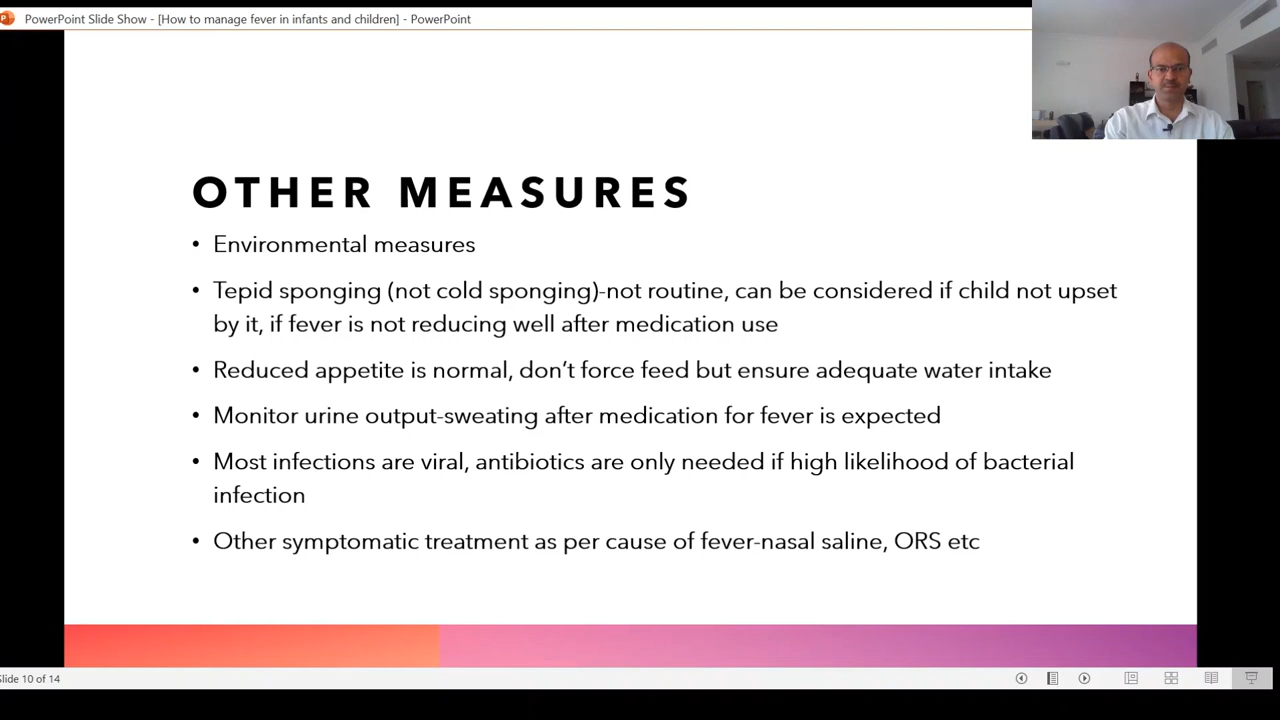 PowerPoint Slide Show - [How to manage fever in infants and children] - PowerPoint
OTHER MEASURES
• Environmental measures
• Tepid sponging (not cold sponging)-not routine, can be considered if child not upset
by it, if fever is not reducing well after medication use
• Reduced appetite is normal, don’t force feed but ensure adequate water intake
• Monitor urine output-sweating after medication for fever is expected
• Most infections are viral, antibiotics are only needed if high likelihood of bacterial
infection
• Other symptomatic treatment as per cause of fever-nasal saline, ORS etc
Slide 10 of 14